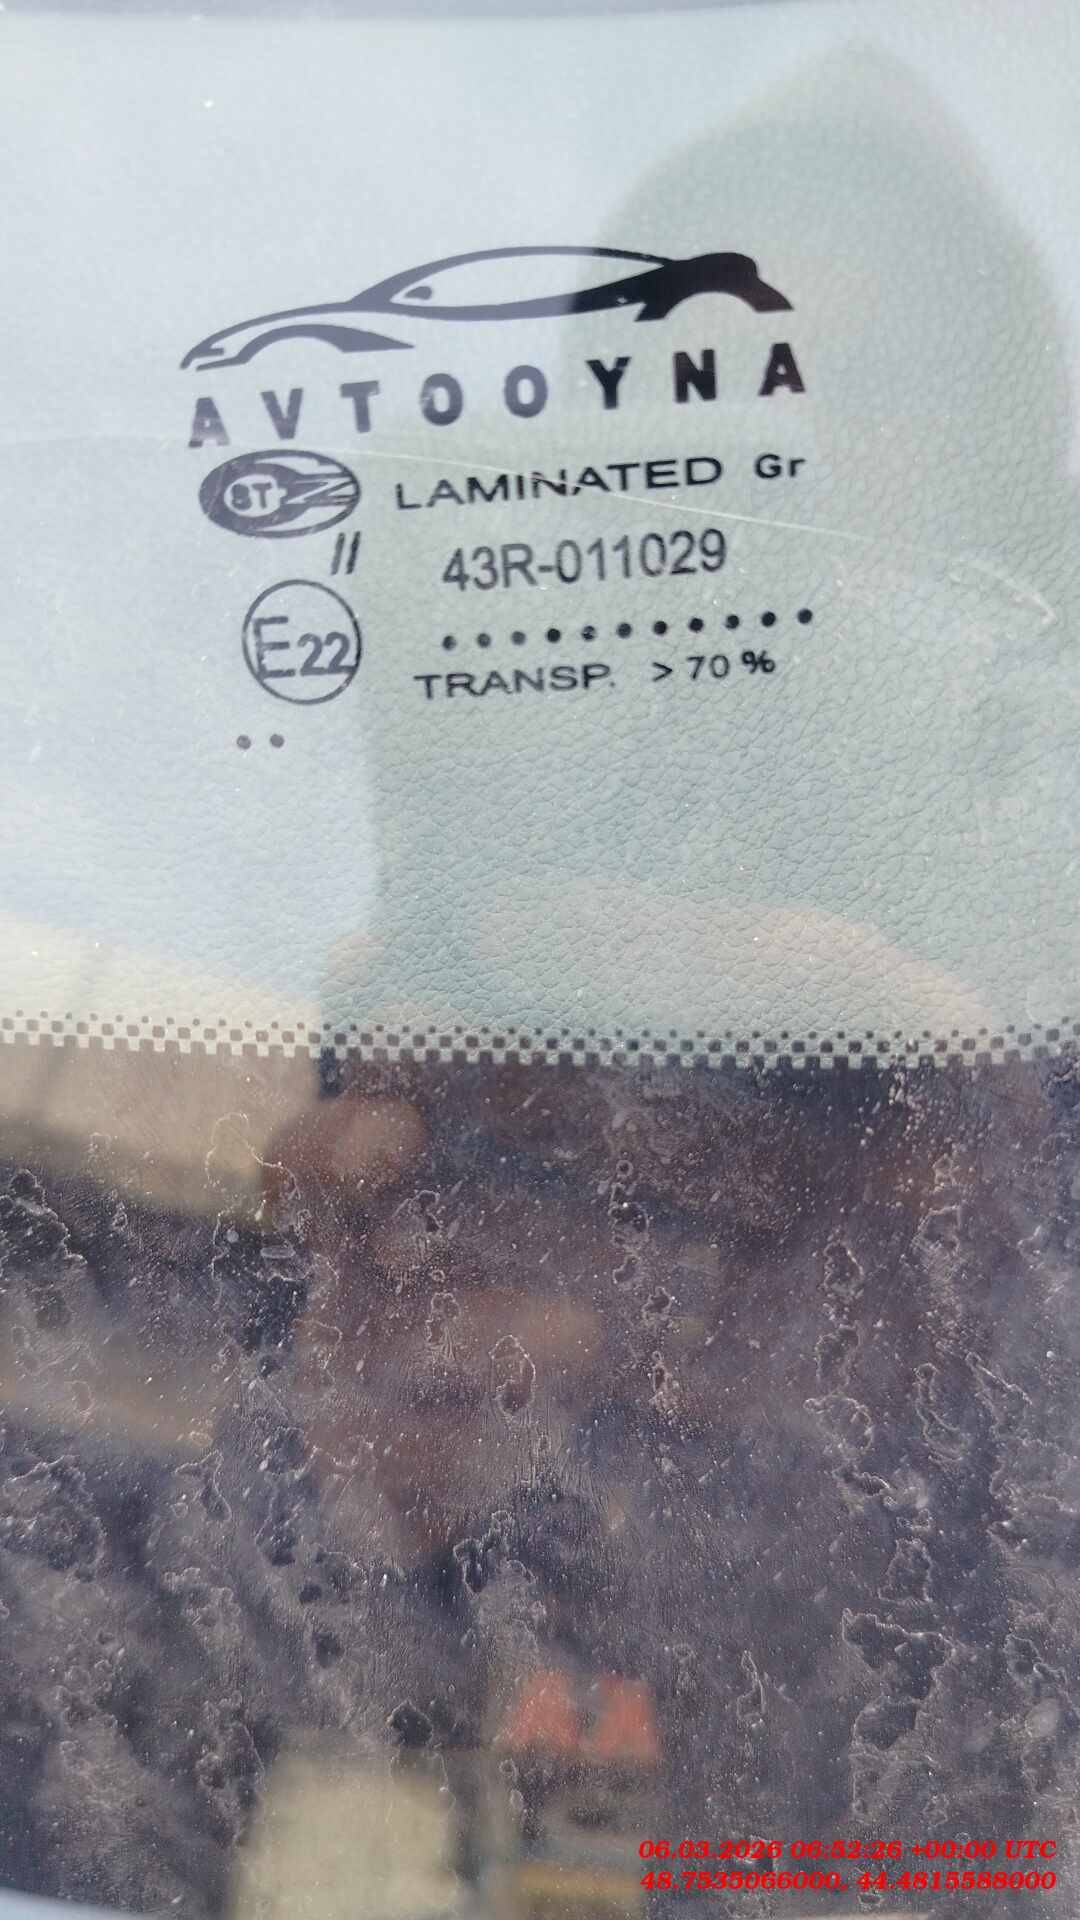 AVTOOYNA
ST
LAMINATED Gr
II
43R-011029
E22
• • • • • • • • • • •
TRANSP. > 70 %
• •
06.03.2026 06:52:26 +00:00 UTC
48.7535066000, 44.4815588000